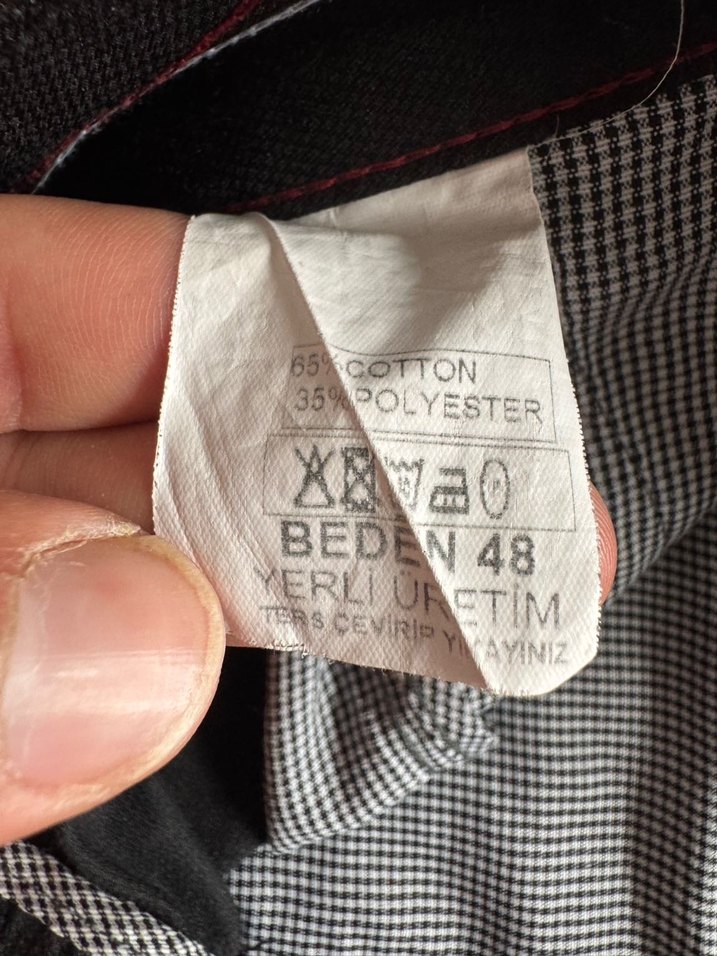 65%COTTON
35%POLYESTER
BEDEN 48
YERLİ ÜRETİM
TERS ÇEVİRİP YIKAYINIZ